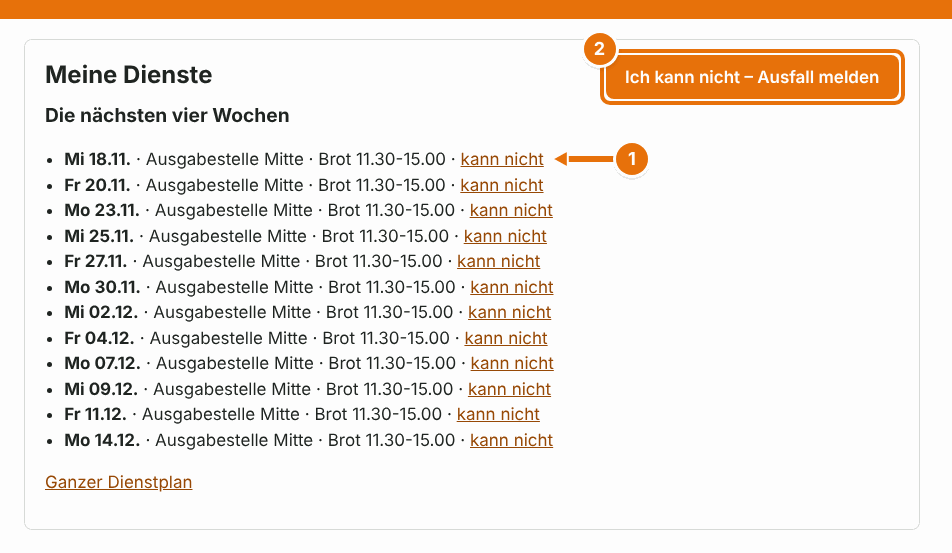 2
Meine Dienste
Ich kann nicht – Ausfall melden
Die nächsten vier Wochen
• Mi 18.11. · Ausgabestelle Mitte · Brot 11.30-15.00 · kann nicht
1
• Fr 20.11. · Ausgabestelle Mitte · Brot 11.30-15.00 · kann nicht
• Mo 23.11. · Ausgabestelle Mitte · Brot 11.30-15.00 · kann nicht
• Mi 25.11. · Ausgabestelle Mitte · Brot 11.30-15.00 · kann nicht
• Fr 27.11. · Ausgabestelle Mitte · Brot 11.30-15.00 · kann nicht
• Mo 30.11. · Ausgabestelle Mitte · Brot 11.30-15.00 · kann nicht
• Mi 02.12. · Ausgabestelle Mitte · Brot 11.30-15.00 · kann nicht
• Fr 04.12. · Ausgabestelle Mitte · Brot 11.30-15.00 · kann nicht
• Mo 07.12. · Ausgabestelle Mitte · Brot 11.30-15.00 · kann nicht
• Mi 09.12. · Ausgabestelle Mitte · Brot 11.30-15.00 · kann nicht
• Fr 11.12. · Ausgabestelle Mitte · Brot 11.30-15.00 · kann nicht
• Mo 14.12. · Ausgabestelle Mitte · Brot 11.30-15.00 · kann nicht
Ganzer Dienstplan